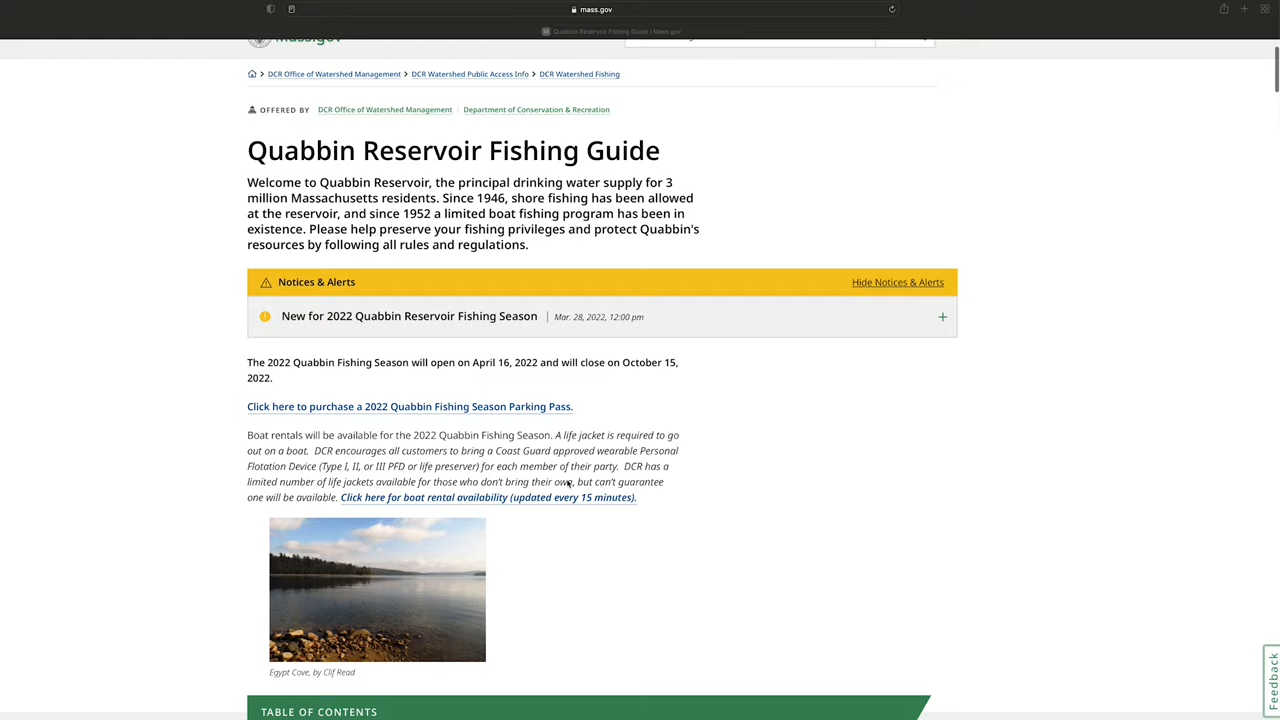 mass.gov
Quabbin Reservoir Fishing Guide | Mass.gov
DCR Office of Watershed Management DCR Watershed Public Access Info DCR Watershed Fishing
OFFERED BY DCR Office of Watershed Management Department of Conservation & Recreation
Quabbin Reservoir Fishing Guide
Welcome to Quabbin Reservoir, the principal drinking water supply for 3
million Massachusetts residents. Since 1946, shore fishing has been allowed
at the reservoir, and since 1952 a limited boat fishing program has been in
existence. Please help preserve your fishing privileges and protect Quabbin's
resources by following all rules and regulations.
Notices & Alerts Hide Notices & Alerts
New for 2022 Quabbin Reservoir Fishing Season | Mar. 28, 2022, 12:00 pm
The 2022 Quabbin Fishing Season will open on April 16, 2022 and will close on October 15,
2022.
Click here to purchase a 2022 Quabbin Fishing Season Parking Pass.
Boat rentals will be available for the 2022 Quabbin Fishing Season. A life jacket is required to go
out on a boat. DCR encourages all customers to bring a Coast Guard approved wearable Personal
Flotation Device (Type I, II, or III PFD or life preserver) for each member of their party. DCR has a
limited number of life jackets available for those who don't bring their own, but can't guarantee
one will be available. Click here for boat rental availability (updated every 15 minutes).
Egypt Cove, by Clif Read
Feedback
TABLE OF CONTENTS